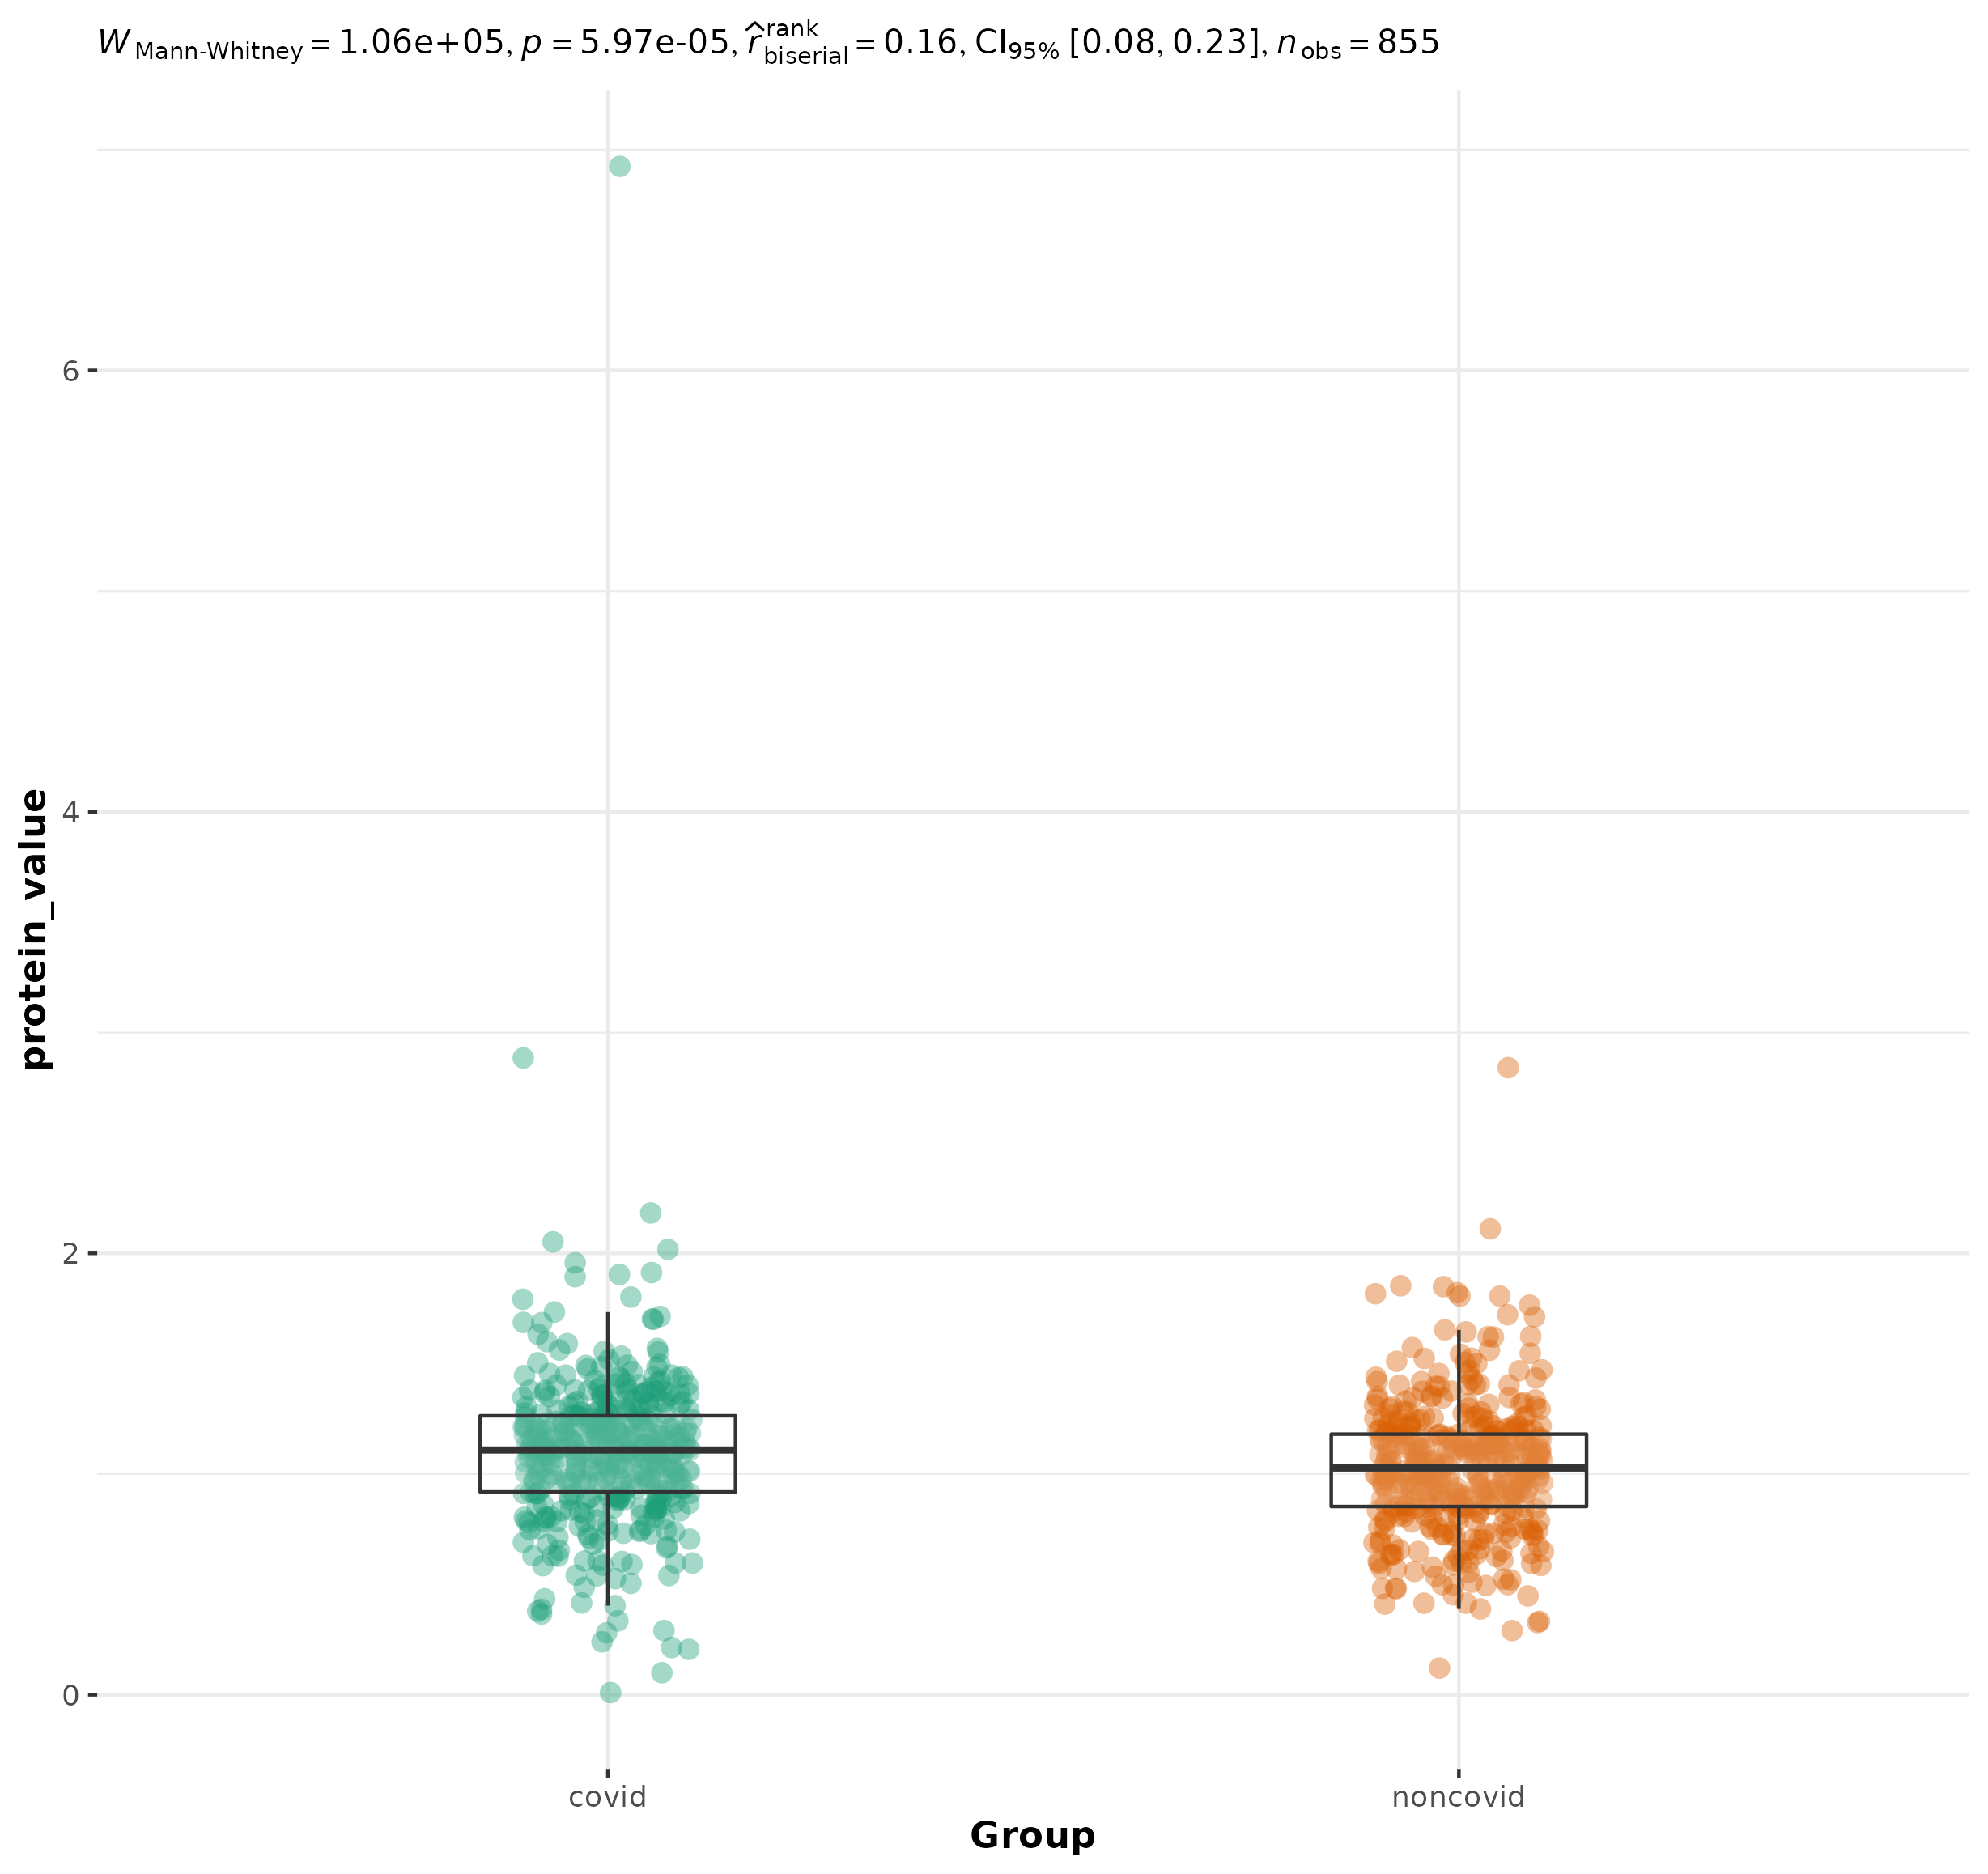 W Mann-Whitney = 1.06e+05, p = 5.97e-05, r̂ rank biserial = 0.16, CI95% [0.08, 0.23], n obs = 855
6
4
2
0
protein_value
covid noncovid
Group